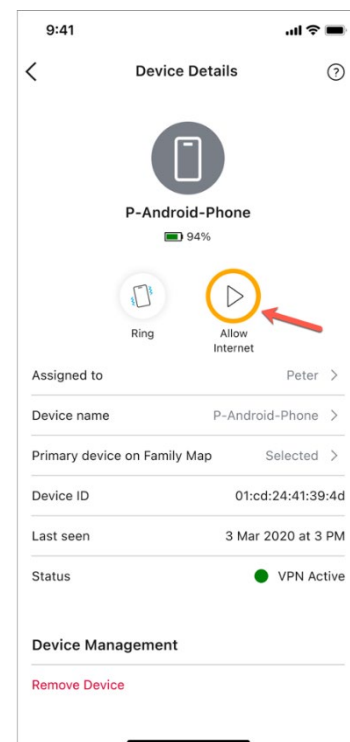 9:41
Device Details
P-Android-Phone
94%
Ring
Allow
Internet
Assigned to Peter
Device name P-Android-Phone
Primary device on Family Map Selected
Device ID 01:cd:24:41:39:4d
Last seen 3 Mar 2020 at 3 PM
Status VPN Active
Device Management
Remove Device